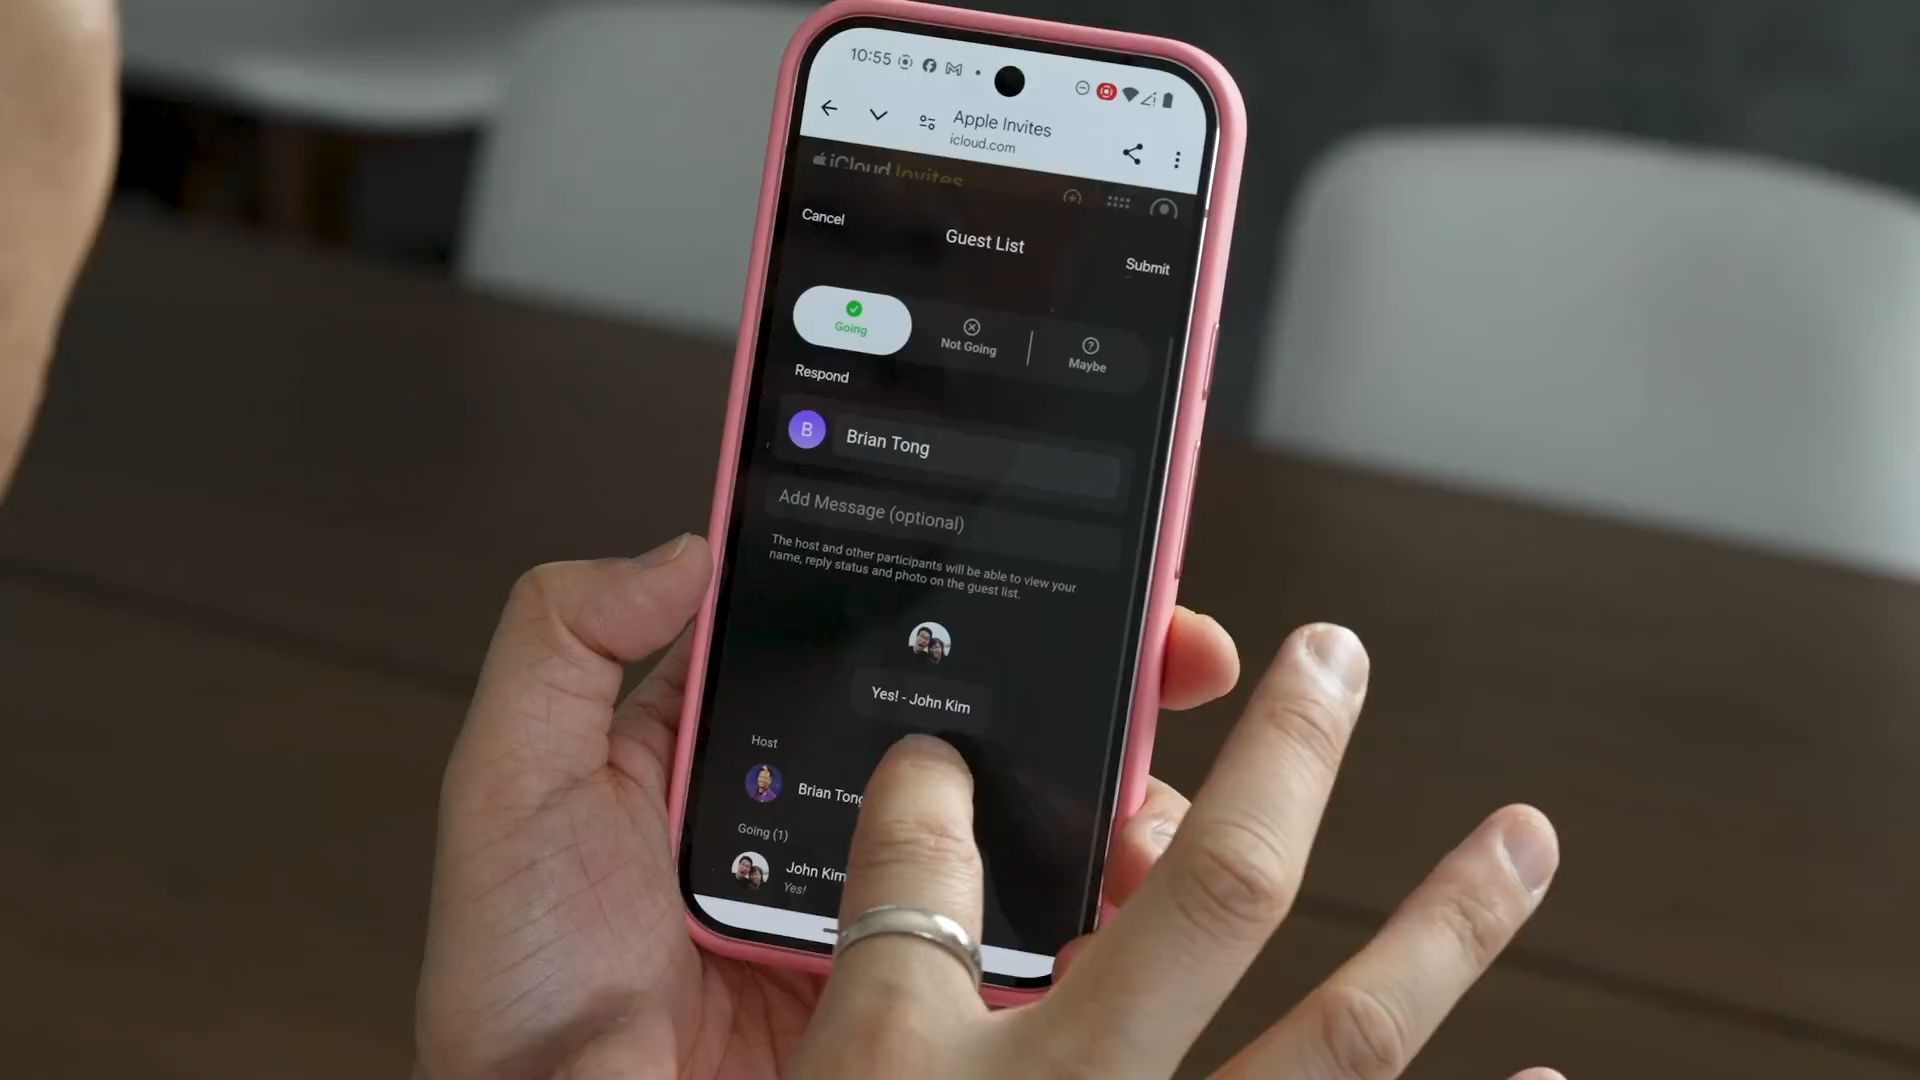 10:55
Apple Invites
icloud.com
iCloud Invites
Cancel
Guest List
Submit
Going
Not Going
Maybe
Respond
B
Brian Tong
Add Message (optional)
The host and other participants will be able to view your
name, reply status and photo on the guest list.
Yes! - John Kim
Host
Brian Tong
Going (1)
John Kim
Yes!